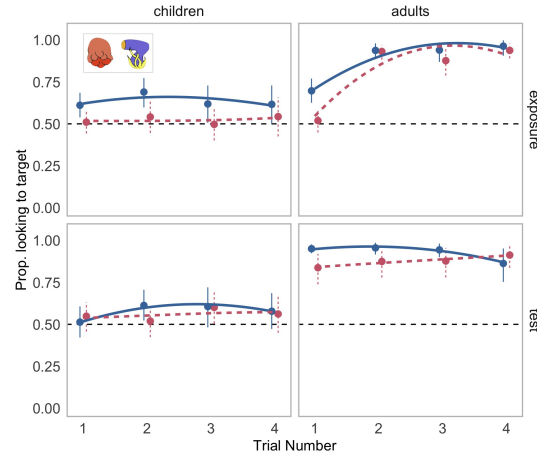 children adults
1.00
0.75
0.50
0.25
0.00
exposure
Prop. looking to target
1.00
0.75
0.50
0.25
0.00
test
1 2 3 4 1 2 3 4
Trial Number